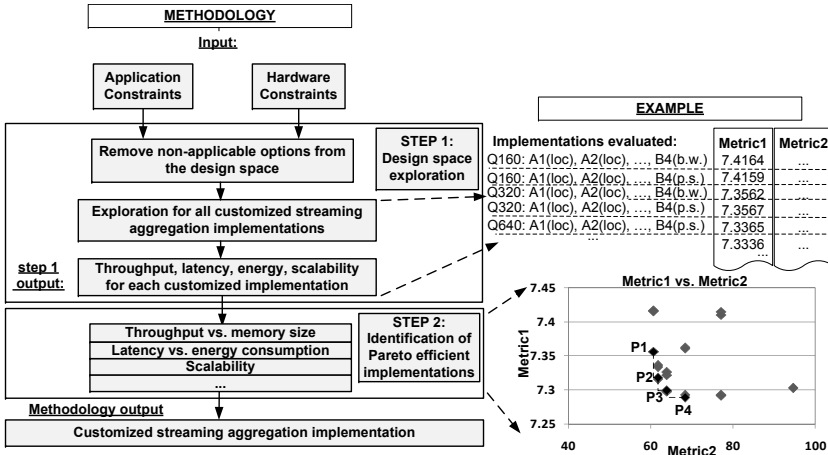 METHODOLOGY
Input:
Application
Constraints
Hardware
Constraints
STEP 1:
Design space
exploration
Remove non-applicable options from
the design space
Exploration for all customized streaming
aggregation implementations
step 1
output:
Throughput, latency, energy, scalability
for each customized implementation
STEP 2:
Identification of
Pareto efficient
implementations
Throughput vs. memory size
Latency vs. energy consumption
Scalability
...
Methodology output
Customized streaming aggregation implementation
EXAMPLE
Implementations evaluated: Metric1 Metric2
Q160: A1(loc), A2(loc), ..., B4(b.w.) 7.4164 ...
Q160: A1(loc), A2(loc), ..., B4(p.s.) 7.4159 ...
Q320: A1(loc), A2(loc), ..., B4(b.w.) 7.3562 ...
Q320: A1(loc), A2(loc), ..., B4(p.s.) 7.3567 ...
Q640: A1(loc), A2(loc), ..., B4(p.s.) 7.3365 ...
... 7.3336 ...
...
Metric1 vs. Metric2
Metric1
7.45
7.4
7.35
7.3
7.25
P1
P2
P3
P4
40 60 80 100
Metric2